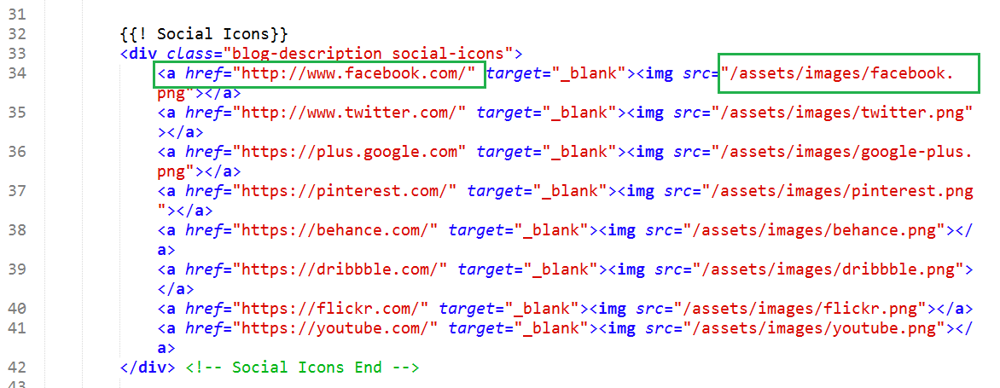 31
32 {{! Social Icons}}
33 <div class="blog-description social-icons">
34 <a href="http://www.facebook.com/" target="_blank"><img src="/assets/images/facebook.
png"></a>
35 <a href="http://www.twitter.com/" target="_blank"><img src="/assets/images/twitter.png"
></a>
36 <a href="https://plus.google.com" target="_blank"><img src="/assets/images/google-plus.
png"></a>
37 <a href="https://pinterest.com/" target="_blank"><img src="/assets/images/pinterest.png
"></a>
38 <a href="https://behance.com/" target="_blank"><img src="/assets/images/behance.png"></
a>
39 <a href="https://dribbble.com/" target="_blank"><img src="/assets/images/dribbble.png">
</a>
40 <a href="https://flickr.com/" target="_blank"><img src="/assets/images/flickr.png"></a>
41 <a href="https://youtube.com/" target="_blank"><img src="/assets/images/youtube.png"></
a>
42 </div> <!-- Social Icons End -->
43